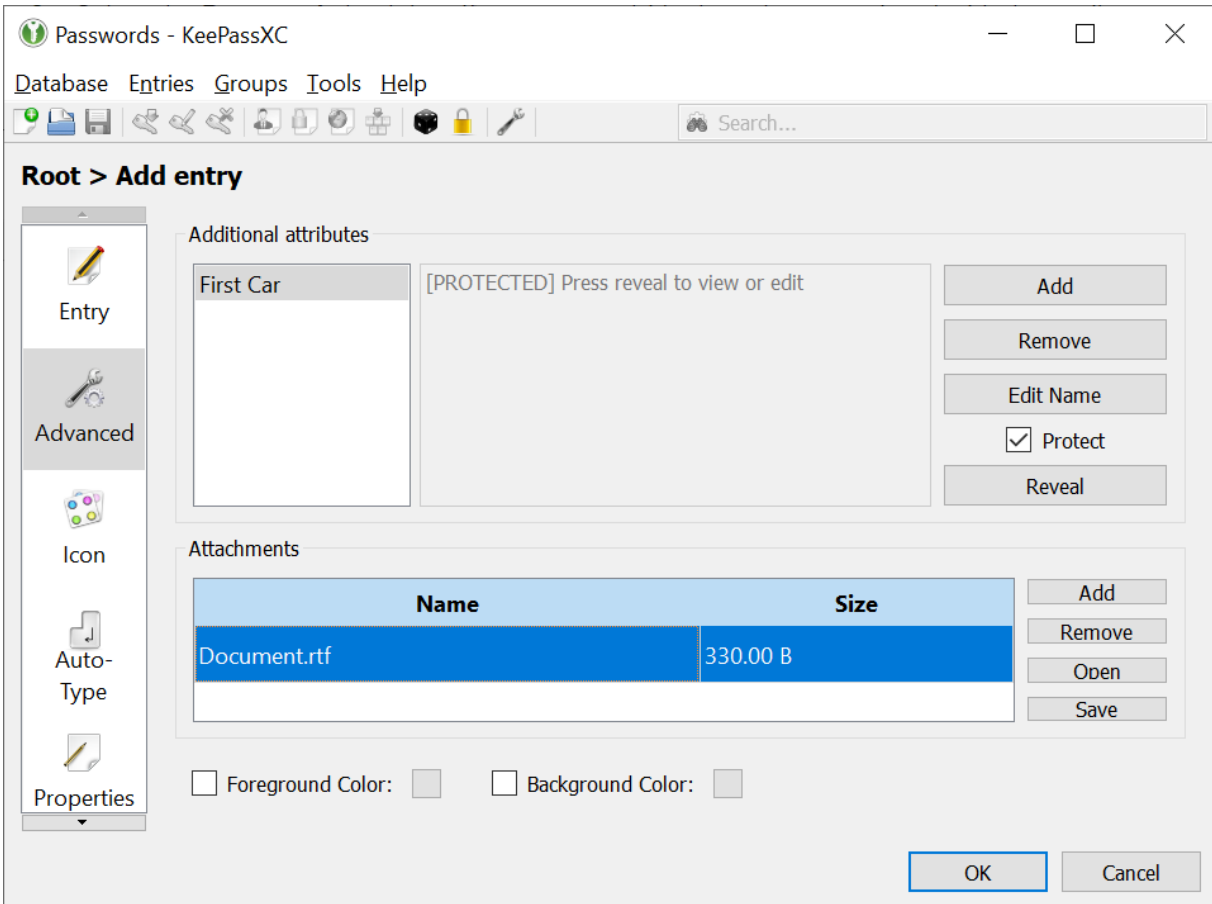 Passwords - KeePassXC
Database Entries Groups Tools Help
Search...
Root > Add entry
Entry
Advanced
Icon
Auto-
Type
Properties
Additional attributes
First Car
[PROTECTED] Press reveal to view or edit
Add
Remove
Edit Name
Protect
Reveal
Attachments
Name Size
Document.rtf 330.00 B
Add
Remove
Open
Save
Foreground Color: Background Color:
OK Cancel